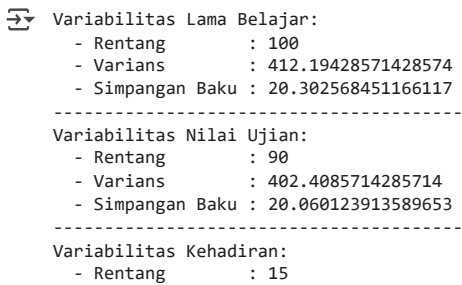 Variabilitas Lama Belajar:
  - Rentang        : 100
  - Varians        : 412.19428571428574
  - Simpangan Baku : 20.302568451166117
----------------------------------------
Variabilitas Nilai Ujian:
  - Rentang        : 90
  - Varians        : 402.4085714285714
  - Simpangan Baku : 20.060123913589653
----------------------------------------
Variabilitas Kehadiran:
  - Rentang        : 15